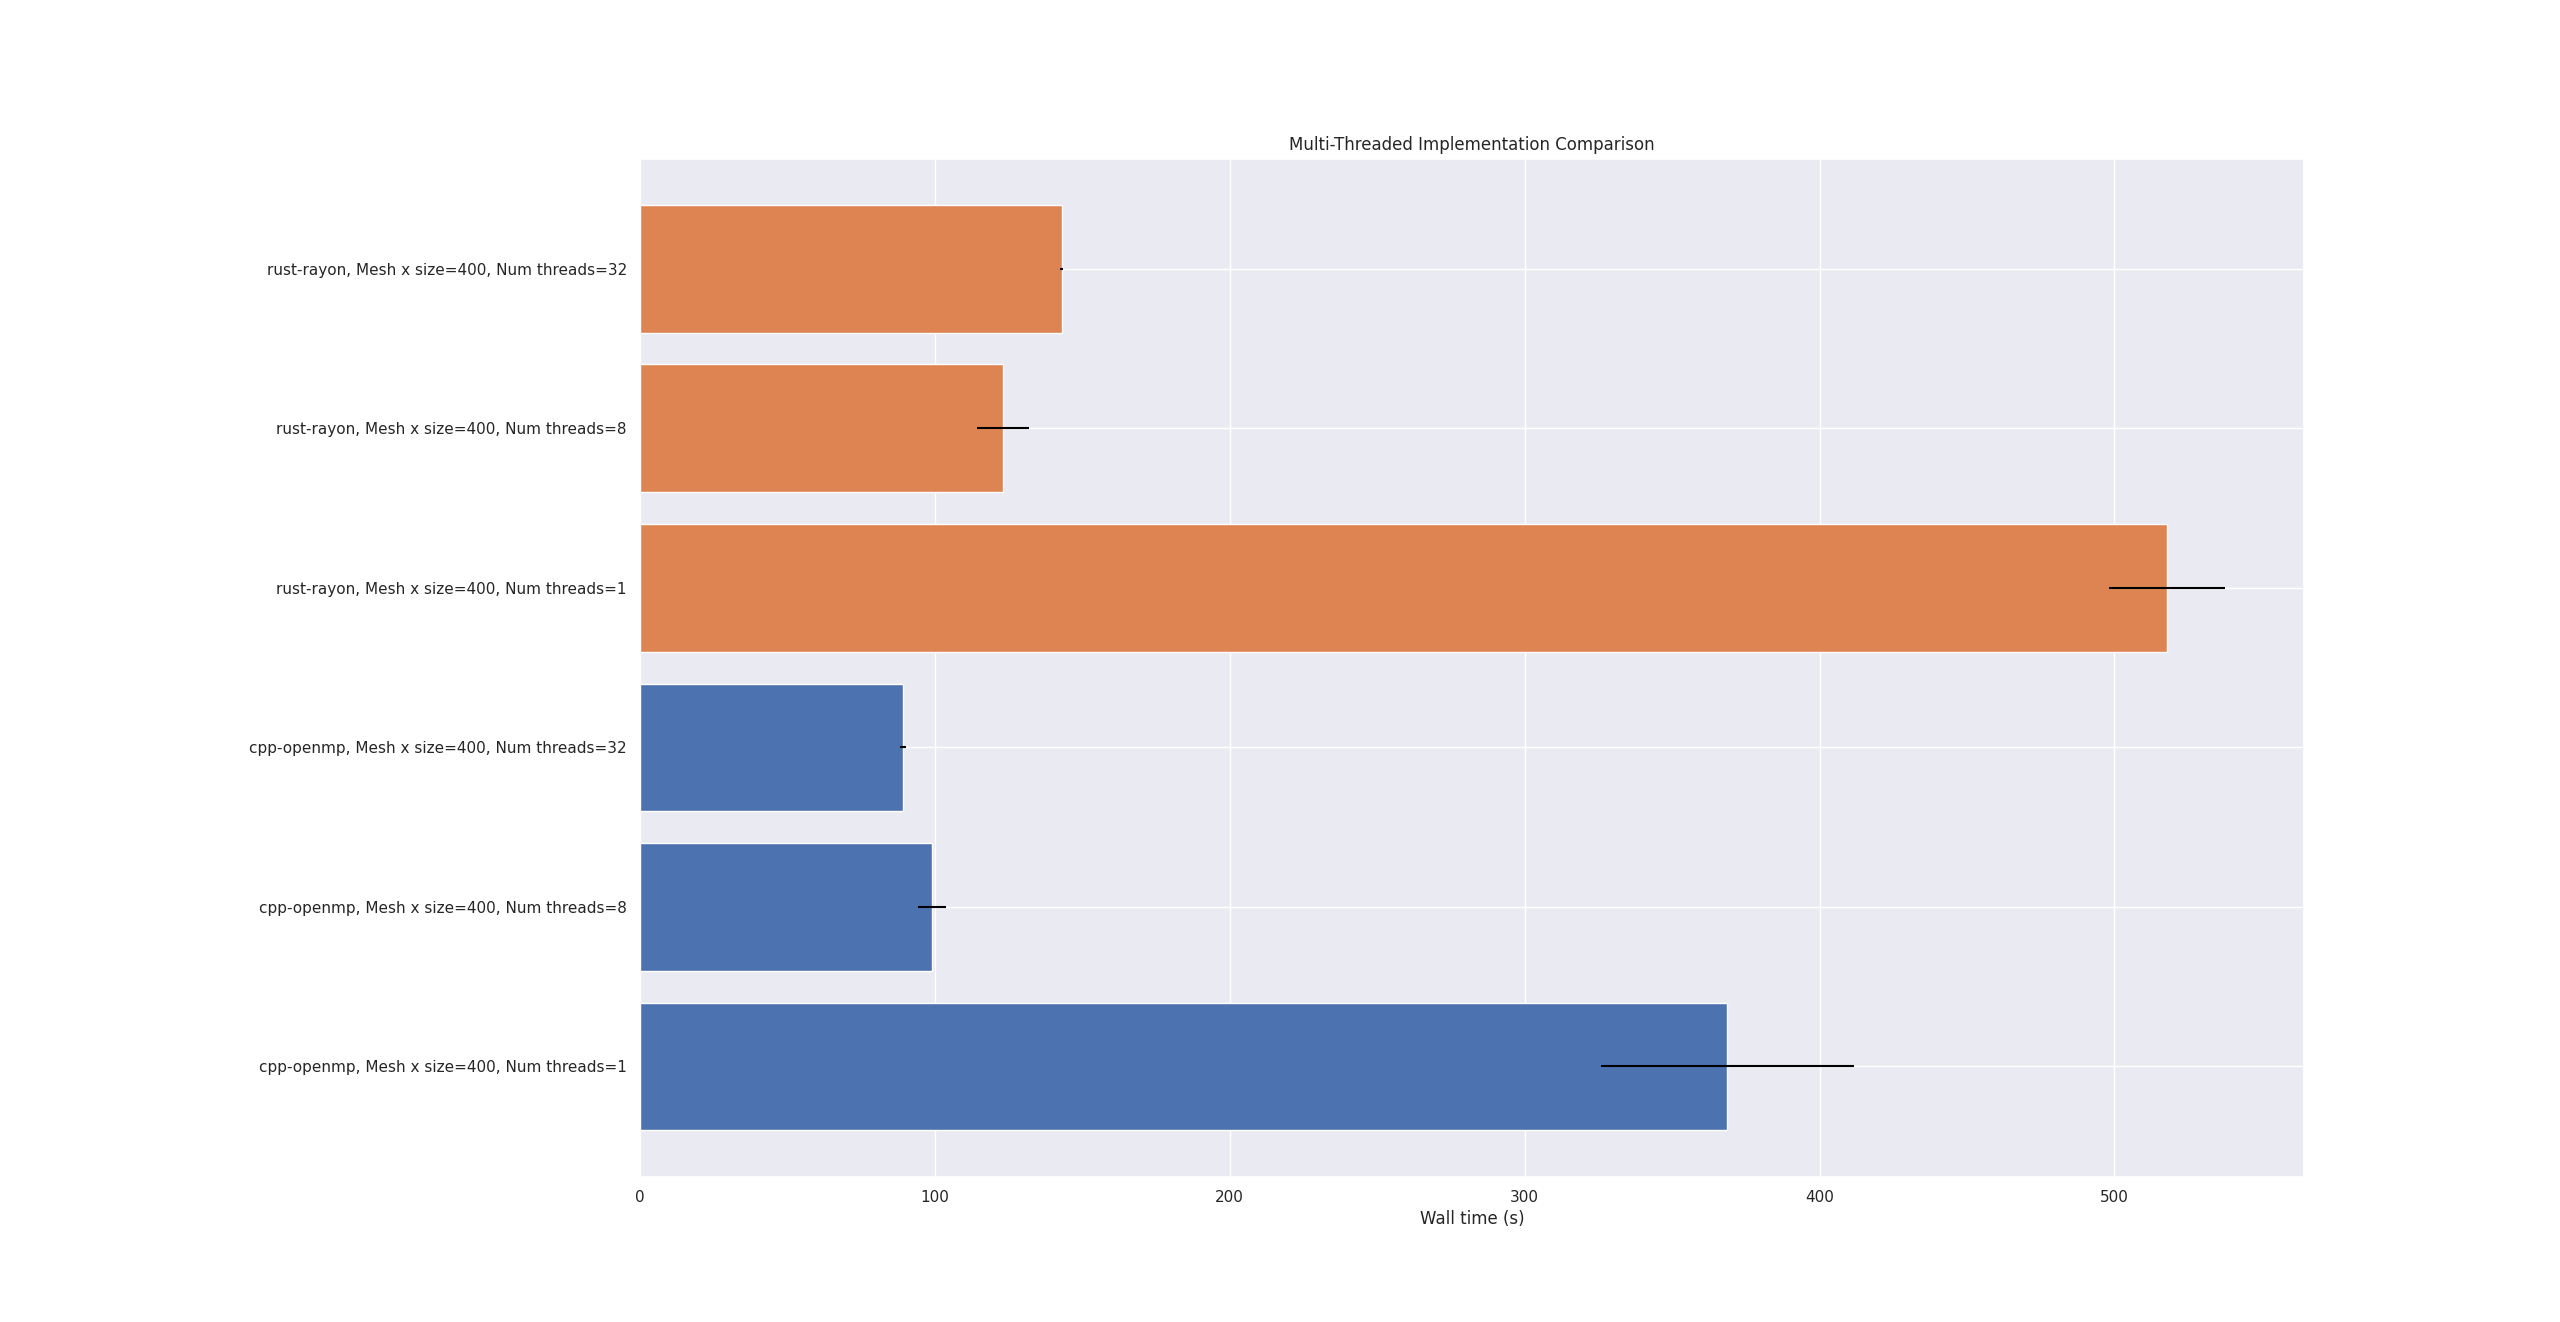 Multi-Threaded Implementation Comparison
rust-rayon, Mesh x size=400, Num threads=32
rust-rayon, Mesh x size=400, Num threads=8
rust-rayon, Mesh x size=400, Num threads=1
cpp-openmp, Mesh x size=400, Num threads=32
cpp-openmp, Mesh x size=400, Num threads=8
cpp-openmp, Mesh x size=400, Num threads=1
0 100 200 300 400 500
Wall time (s)